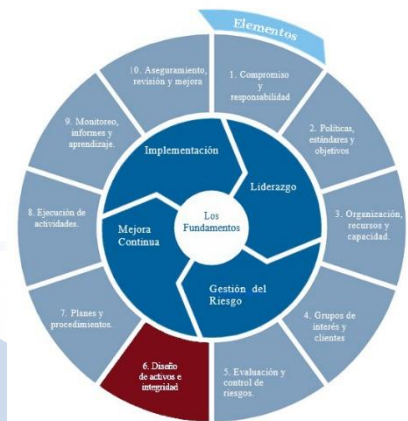 Elementos
1. Compromiso
y
responsabilidad
2. Políticas,
estándares y
objetivos
3. Organización,
recursos y
capacidad.
4. Grupos de
interés y
clientes
5. Evaluación y
control de
riesgos.
6. Diseño
de activos e
integridad
7. Planes y
procedimientos.
8. Ejecución de
actividades.
9. Monitoreo,
informes y
aprendizaje.
10. Aseguramiento,
revisión y mejora
Implementación
Liderazgo
Gestión del
Riesgo
Mejora
Continua
Los
Fundamentos